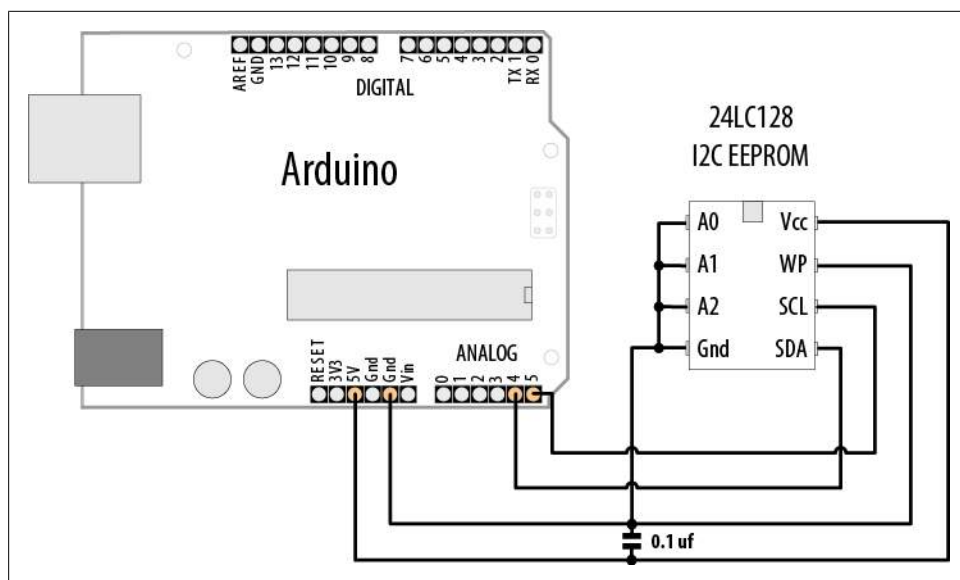 AREF
GND
13
12
11
10
9
8
7
6
5
4
3
2
TX 1
RX 0
DIGITAL
Arduino
24LC128
I2C EEPROM
A0 Vcc
A1 WP
A2 SCL
Gnd SDA
RESET
3V3
5V
Gnd
Gnd
Vin
ANALOG
0
1
2
3
4
5
0.1 uf